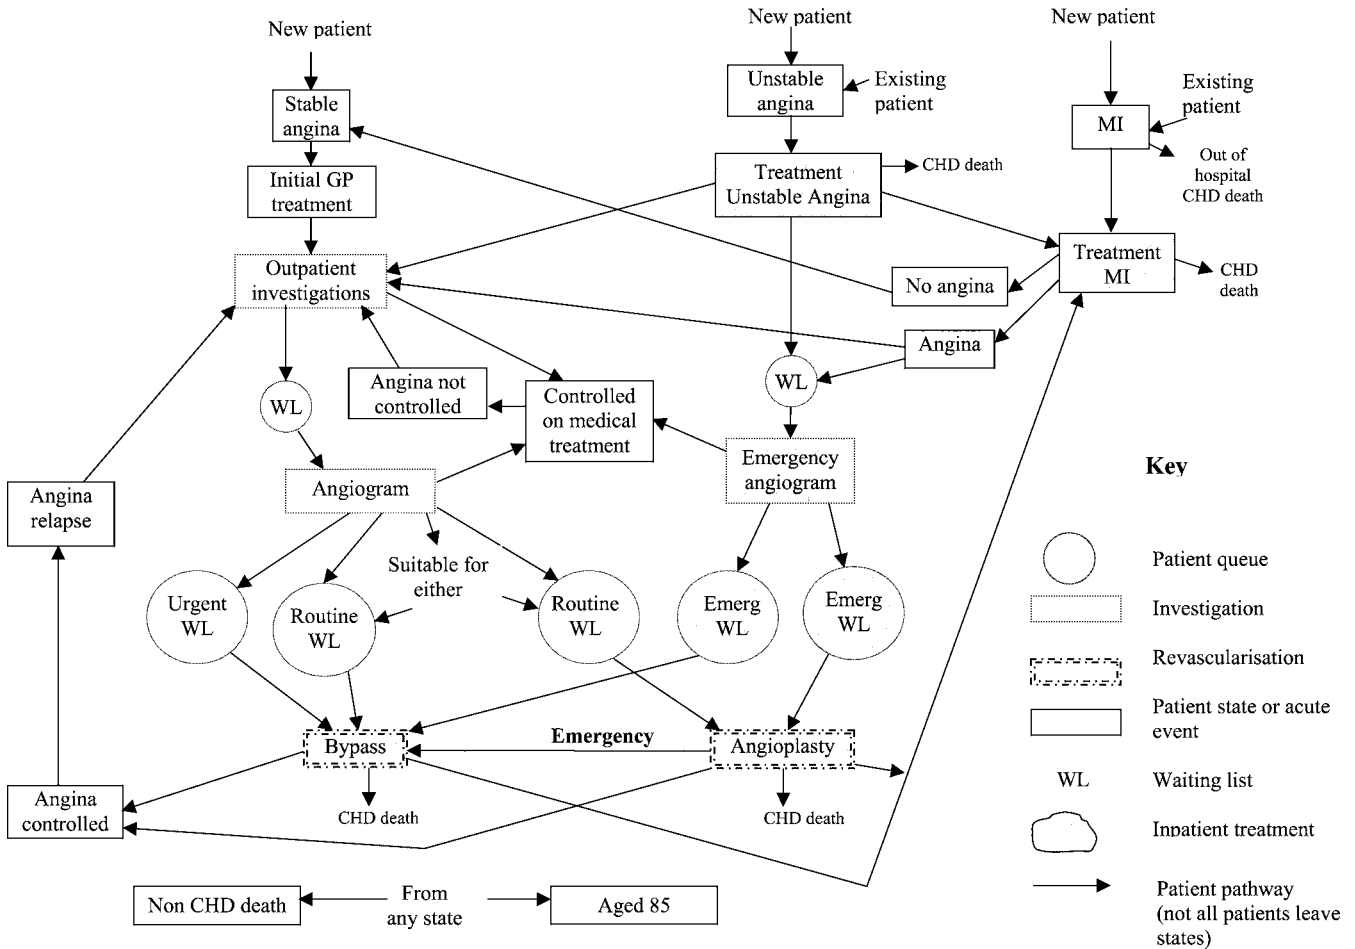 New patient
New patient
New patient
Stable
angina
Unstable
angina
Existing
patient
Existing
patient
MI
Out of
hospital
CHD death
Initial GP
treatment
Treatment
Unstable Angina
CHD death
Treatment
MI
CHD
death
Outpatient
investigations
No angina
Angina
WL
Angina not
controlled
Controlled
on medical
treatment
WL
Angiogram
Emergency
angiogram
Angina
relapse
Suitable for
either
Urgent
WL
Routine
WL
Routine
WL
Emerg
WL
Emerg
WL
Bypass
Emergency
Angioplasty
Angina
controlled
CHD death
CHD death
Non CHD death
From
any state
Aged 85
Key
Patient queue
Investigation
Revascularisation
Patient state or acute
event
WL
Waiting list
Inpatient treatment
Patient pathway
(not all patients leave
states)